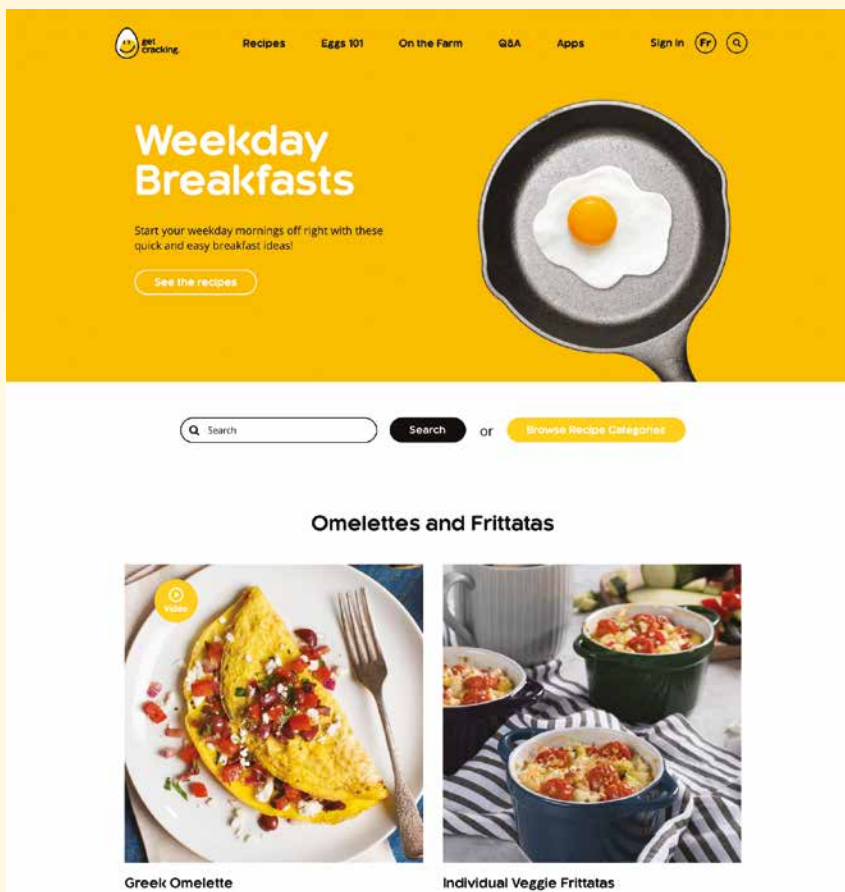 get
cracking.
Recipes Eggs 101 On the Farm Q&A Apps Sign In Fr
Weekday
Breakfasts
Start your weekday mornings off right with these
quick and easy breakfast ideas!
See the recipes
Search Search or Browse Recipe Categories
Omelettes and Frittatas
Video
Greek Omelette Individual Veggie Frittatas